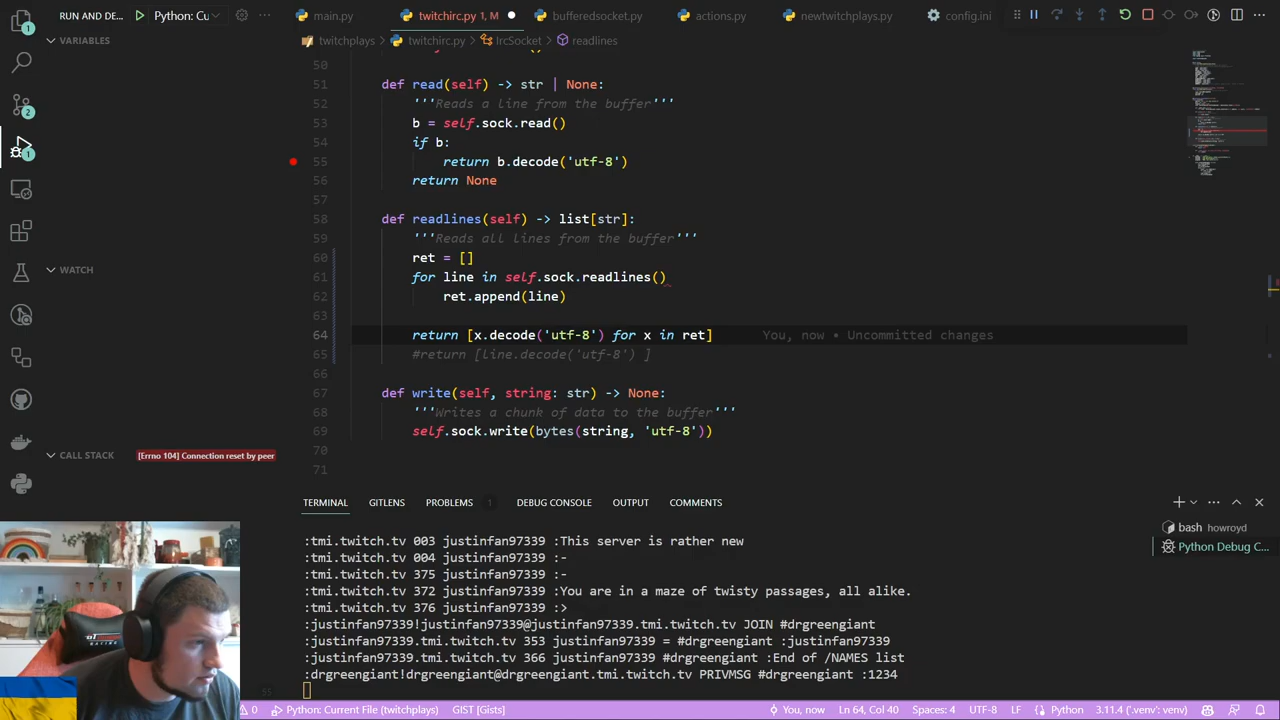 RUN AND DE... Python: Cu
main.py twitchirc.py 1, M bufferedsocket.py actions.py newtwitchplays.py config.ini
VARIABLES
twitchplays > twitchirc.py > IrcSocket > readlines
50
51 def read(self) -> str | None:
52 '''Reads a line from the buffer'''
53 b = self.sock.read()
54 if b:
55 return b.decode('utf-8')
56 return None
57
58 def readlines(self) -> list[str]:
59 '''Reads all lines from the buffer'''
60 ret = []
61 for line in self.sock.readlines()
62 ret.append(line)
64 return [x.decode('utf-8') for x in ret] You, now • Uncommitted changes
65 #return [line.decode('utf-8') ]
67 def write(self, string: str) -> None:
68 '''Writes a chunk of data to the buffer'''
69 self.sock.write(bytes(string, 'utf-8'))
70
71
WATCH
CALL STACK [Errno 104] Connection reset by peer
TERMINAL GITLENS PROBLEMS 1 DEBUG CONSOLE OUTPUT COMMENTS
bash howroyd
Python Debug C...
:tmi.twitch.tv 003 justinfan97339 :This server is rather new
:tmi.twitch.tv 004 justinfan97339 :-
:tmi.twitch.tv 375 justinfan97339 :-
:tmi.twitch.tv 372 justinfan97339 :You are in a maze of twisty passages, all alike.
:tmi.twitch.tv 376 justinfan97339 :>
:justinfan97339!justinfan97339@justinfan97339.tmi.twitch.tv JOIN #drgreengiant
:justinfan97339.tmi.twitch.tv 353 justinfan97339 = #drgreengiant :justinfan97339
:justinfan97339.tmi.twitch.tv 366 justinfan97339 #drgreengiant :End of /NAMES list
:drgreengiant!drgreengiant@drgreengiant.tmi.twitch.tv PRIVMSG #drgreengiant :1234
0 Python: Current File (twitchplays) GIST [Gists] You, now Ln 64, Col 40 Spaces: 4 UTF-8 LF Python 3.11.4 ('venv': venv)